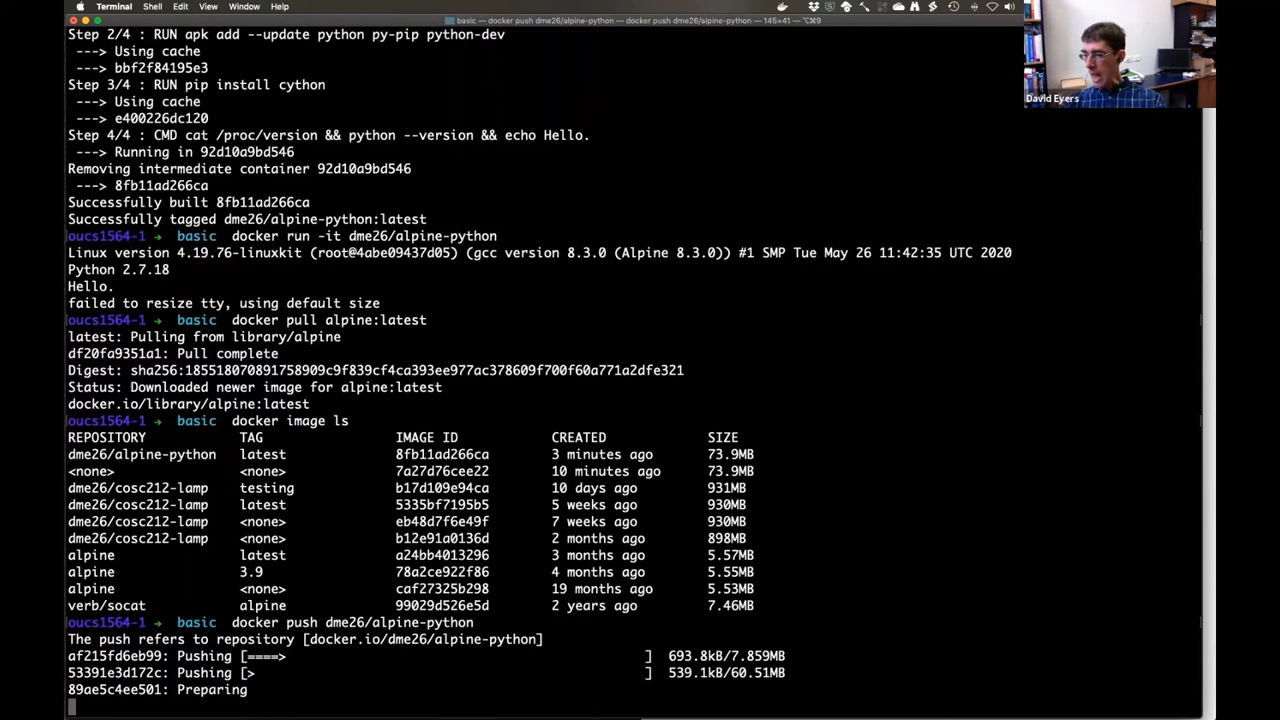 Terminal Shell Edit View Window Help
basic — docker push dme26/alpine-python — docker push dme26/alpine-python — 145×41 — ⌥⌘9
Step 2/4 : RUN apk add --update python py-pip python-dev
---> Using cache
---> bbf2f84195e3
Step 3/4 : RUN pip install cython
---> Using cache
---> e400226dc120
Step 4/4 : CMD cat /proc/version && python --version && echo Hello.
---> Running in 92d10a9bd546
Removing intermediate container 92d10a9bd546
---> 8fb11ad266ca
Successfully built 8fb11ad266ca
Successfully tagged dme26/alpine-python:latest
oucs1564-1 → basic docker run -it dme26/alpine-python
Linux version 4.19.76-linuxkit (root@4abe09437d05) (gcc version 8.3.0 (Alpine 8.3.0)) #1 SMP Tue May 26 11:42:35 UTC 2020
Python 2.7.18
Hello.
failed to resize tty, using default size
oucs1564-1 → basic docker pull alpine:latest
latest: Pulling from library/alpine
df20fa9351a1: Pull complete
Digest: sha256:185518070891758909c9f839cf4ca393ee977ac378609f700f60a771a2dfe321
Status: Downloaded newer image for alpine:latest
docker.io/library/alpine:latest
oucs1564-1 → basic docker image ls
REPOSITORY TAG IMAGE ID CREATED SIZE
dme26/alpine-python latest 8fb11ad266ca 3 minutes ago 73.9MB
<none> <none> 7a27d76cee22 10 minutes ago 73.9MB
dme26/cosc212-lamp testing b17d109e94ca 10 days ago 931MB
dme26/cosc212-lamp latest 5335bf7195b5 5 weeks ago 930MB
dme26/cosc212-lamp <none> eb48d7f6e49f 7 weeks ago 930MB
dme26/cosc212-lamp <none> b12e91a0136d 2 months ago 898MB
alpine latest a24bb4013296 3 months ago 5.57MB
alpine 3.9 78a2ce922f86 4 months ago 5.55MB
alpine <none> caf27325b298 19 months ago 5.53MB
verb/socat alpine 99029d526e5d 2 years ago 7.46MB
oucs1564-1 → basic docker push dme26/alpine-python
The push refers to repository [docker.io/dme26/alpine-python]
af215fd6eb99: Pushing [====> ] 693.8kB/7.859MB
53391e3d172c: Pushing [> ] 539.1kB/60.51MB
89ae5c4ee501: Preparing
David Eyers